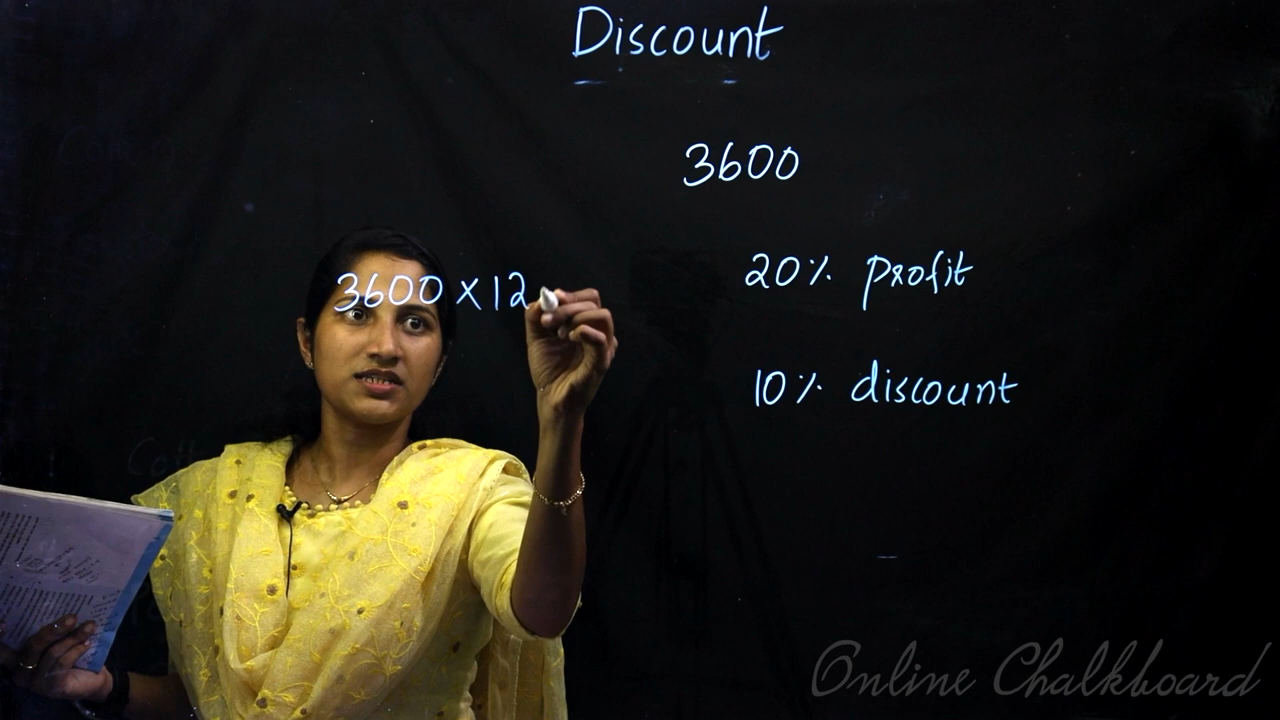 Discount
3600
3600 × 12
20% profit
10% discount
Online Chalkboard